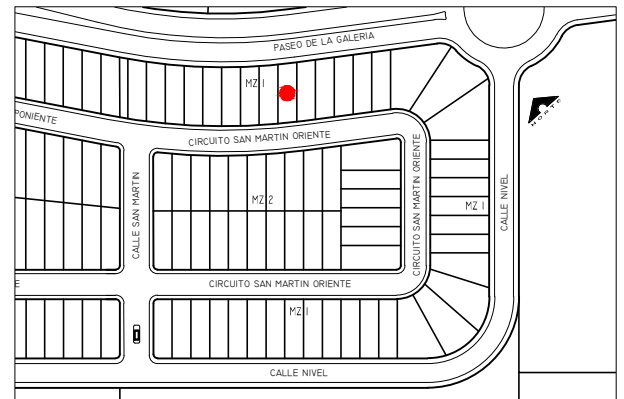 PASEO DE LA GALERIA
MZ 1
NORTE
PONIENTE
CIRCUITO SAN MARTIN ORIENTE
CALLE SAN MARTIN
CIRCUITO SAN MARTIN ORIENTE
CALLE NIVEL
MZ 2
MZ 1
E
CIRCUITO SAN MARTIN ORIENTE
MZ 1
CALLE NIVEL